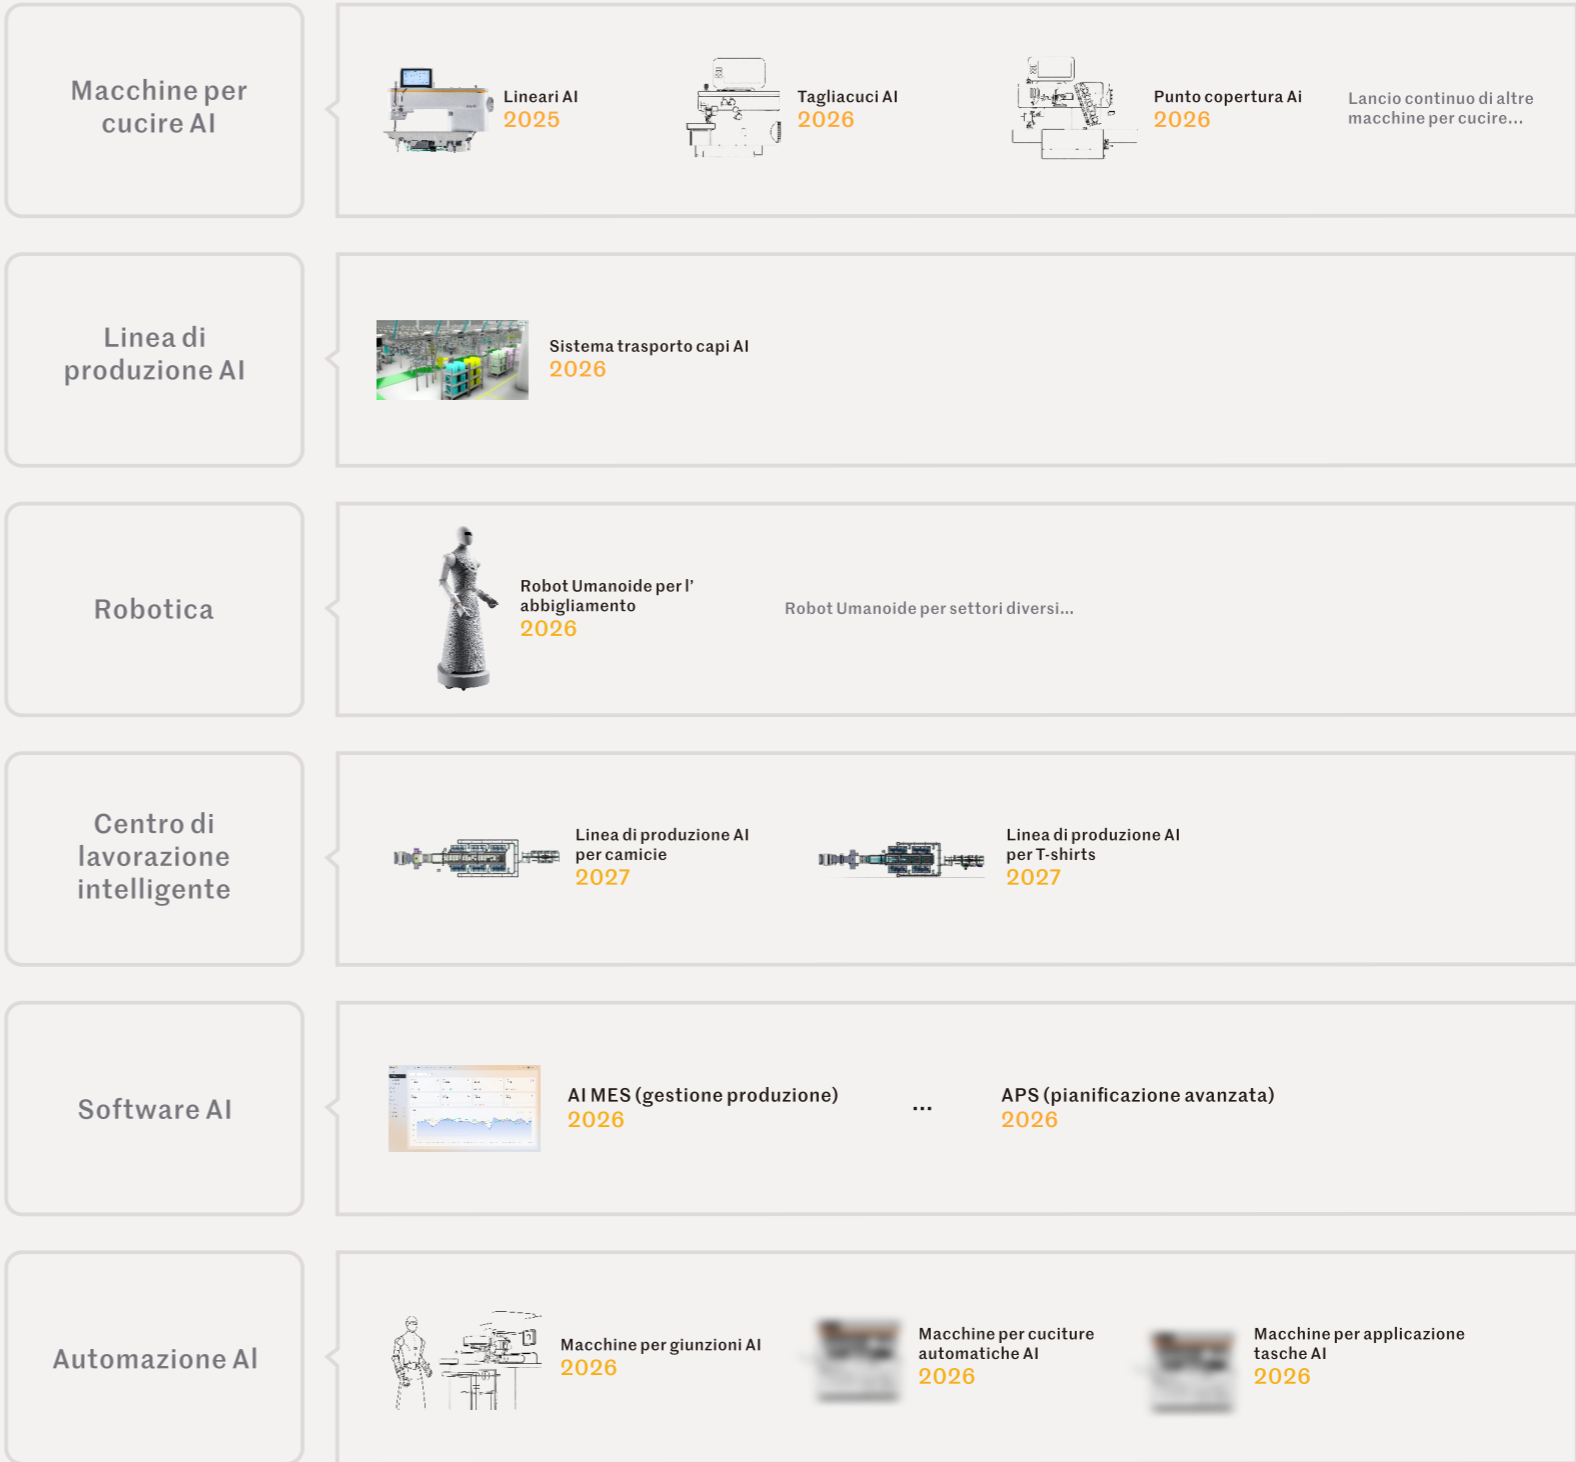 Macchine per
cucire AI
Lineari AI
2025
Tagliacuci AI
2026
Punto copertura Ai
2026
Lancio continuo di altre
macchine per cucire...
Linea di
produzione AI
Sistema trasporto capi AI
2026
Robotica
Robot Umanoide per l'
abbigliamento
2026
Robot Umanoide per settori diversi...
Centro di
lavorazione
intelligente
Linea di produzione AI
per camicie
2027
Linea di produzione AI
per T-shirts
2027
Software AI
AI MES (gestione produzione)
2026
...
APS (pianificazione avanzata)
2026
Automazione AI
Macchine per giunzioni AI
2026
Macchine per cuciture
automatiche AI
2026
Macchine per applicazione
tasche AI
2026